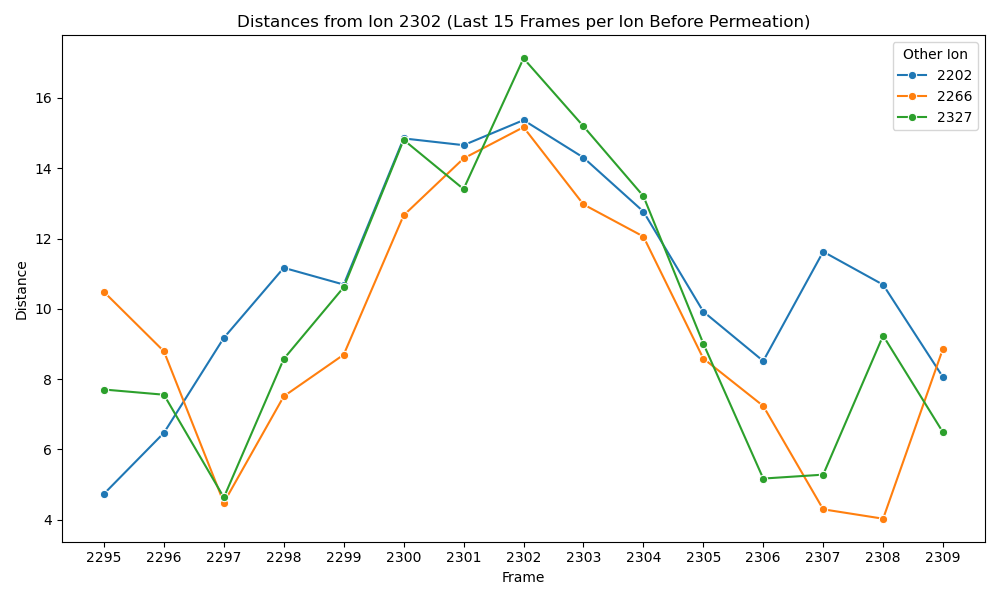 Distances from Ion 2302 (Last 15 Frames per Ion Before Permeation)
Other Ion
2202
2266
2327
Distance
16
14
12
10
8
6
4
2295 2296 2297 2298 2299 2300 2301 2302 2303 2304 2305 2306 2307 2308 2309
Frame